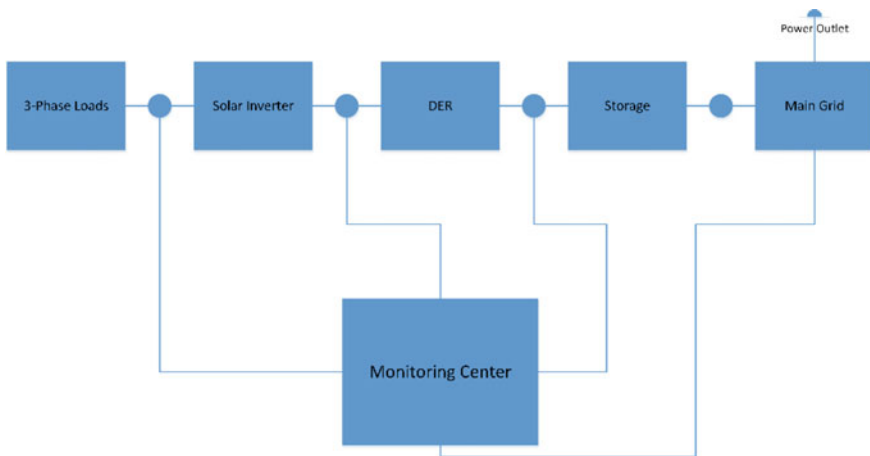 Power Outlet
3-Phase Loads
Solar Inverter
DER
Storage
Main Grid
Monitoring Center